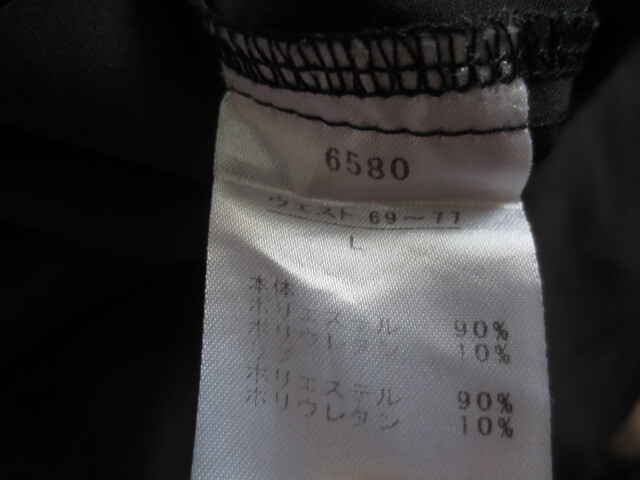 6580
ウエスト 69~77
L
本体
ポリエステル 90%
ポリウレタン 10%
ポリエステル 90%
ポリウレタン 10%